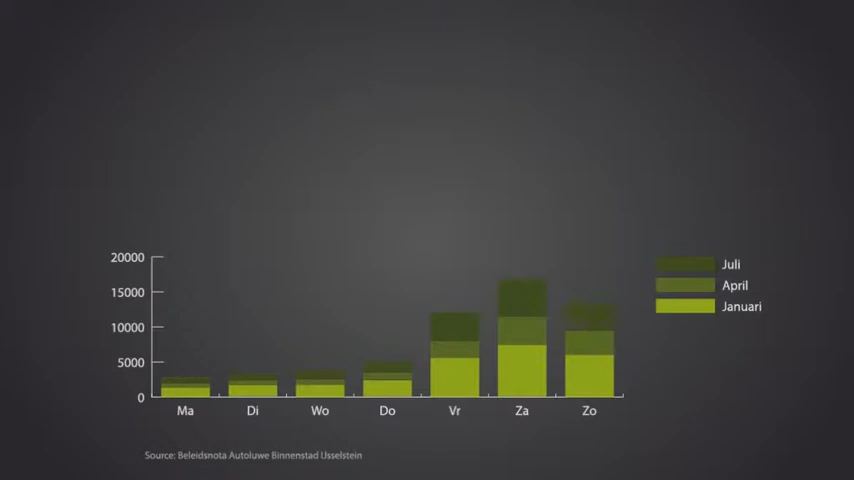 20000
15000
10000
5000
0
Ma Di Wo Do Vr Za Zo
Juli
April
Januari
Source: Beleidsnota Autoluwe Binnenstad IJsselstein